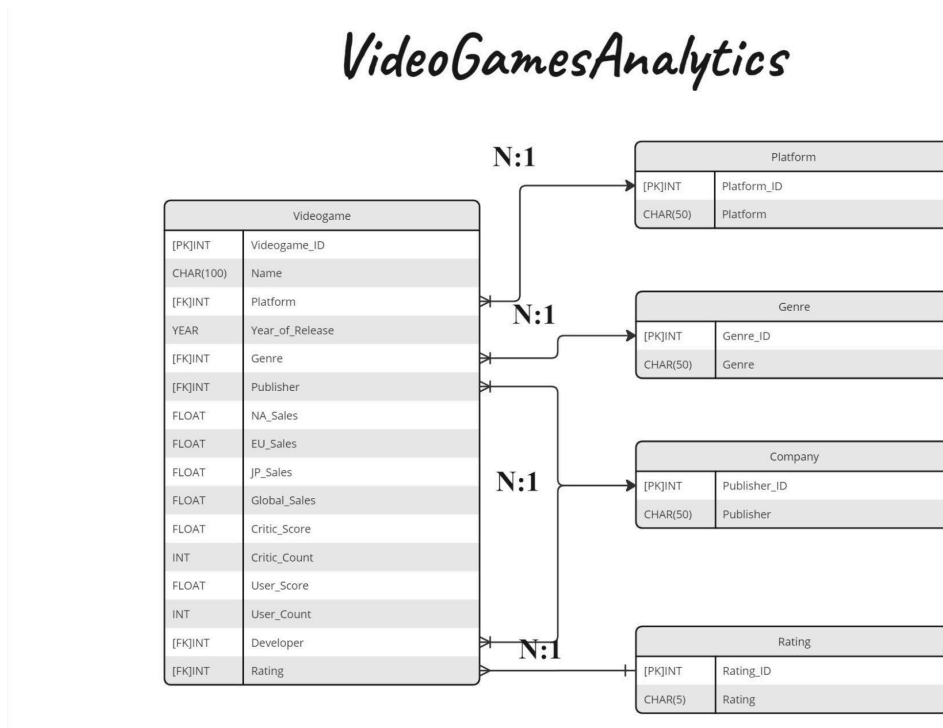 VideoGamesAnalytics
N:1
Platform
[PK]INT Platform_ID
CHAR(50) Platform
Videogame
[PK]INT Videogame_ID
CHAR(100) Name
[FK]INT Platform
YEAR Year_of_Release
[FK]INT Genre
[FK]INT Publisher
FLOAT NA_Sales
FLOAT EU_Sales
FLOAT JP_Sales
FLOAT Global_Sales
FLOAT Critic_Score
INT Critic_Count
FLOAT User_Score
INT User_Count
[FK]INT Developer
[FK]INT Rating
N:1
Genre
[PK]INT Genre_ID
CHAR(50) Genre
N:1
Company
[PK]INT Publisher_ID
CHAR(50) Publisher
N:1
Rating
[PK]INT Rating_ID
CHAR(5) Rating